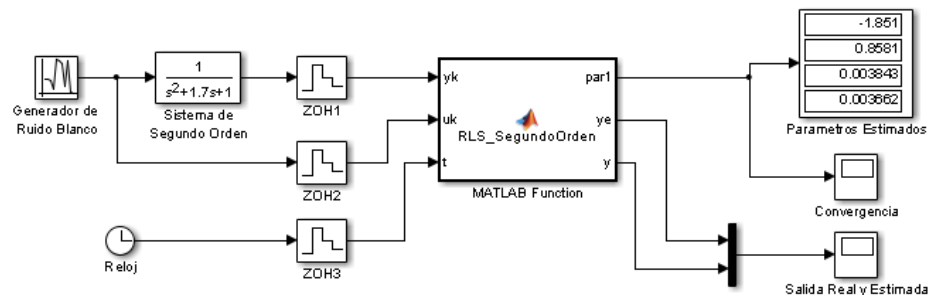 Generador de
Ruido Blanco
1
s²+1.7s+1
Sistema de
Segundo Orden
ZOH1
ZOH2
Reloj
ZOH3
yk
uk
t
RLS_SegundoOrden
par1
ye
y
MATLAB Function
-1.851
0.8581
0.003843
0.003662
Parametros Estimados
Convergencia
Salida Real y Estimada